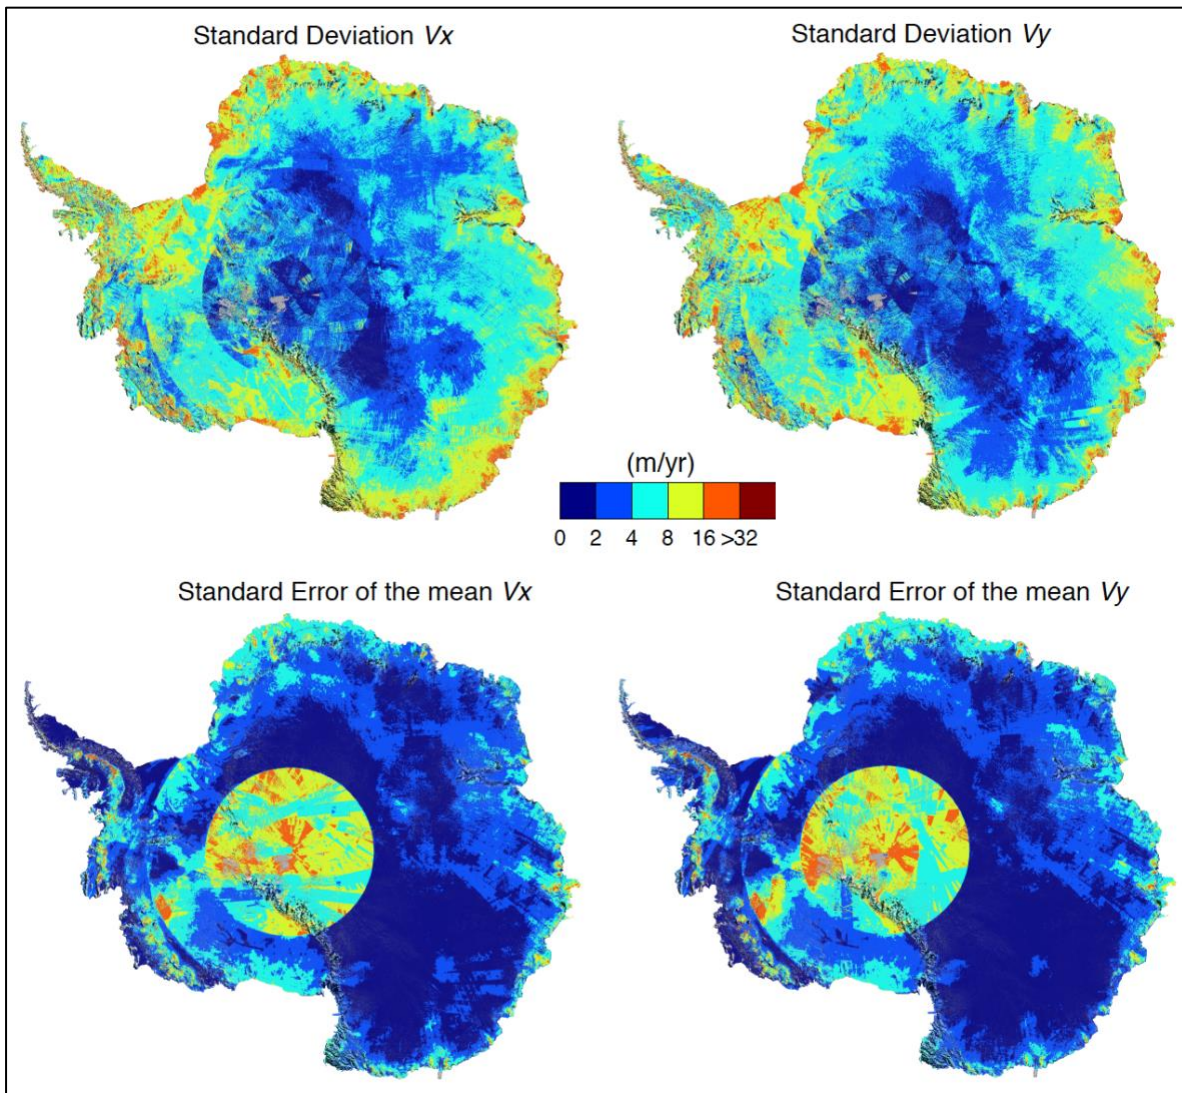 Standard Deviation Vx
Standard Deviation Vy
(m/yr)
0 2 4 8 16 >32
Standard Error of the mean Vx
Standard Error of the mean Vy